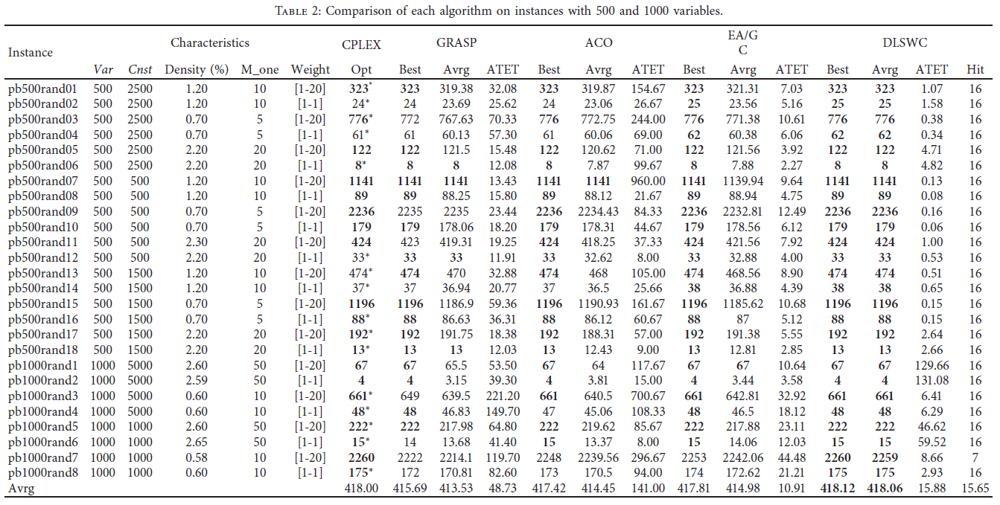 TABLE 2: Comparison of each algorithm on instances with 500 and 1000 variables.
Instance Characteristics CPLEX GRASP ACO EA/G C DLSWC
Var Cnst Density (%) M_one Weight Opt Best Avrg ATET Best Avrg ATET Best Avrg ATET Best Avrg ATET Hit
pb500rand01 500 2500 1.20 10 [1-20] 323* 323 319.38 32.08 323 319.87 154.67 323 321.31 7.03 323 323 1.07 16
pb500rand02 500 2500 1.20 10 [1-1] 24* 24 23.69 25.62 24 23.06 26.67 25 23.56 5.16 25 25 1.58 16
pb500rand03 500 2500 0.70 5 [1-20] 776* 772 767.63 70.33 776 772.75 244.00 776 771.38 10.61 776 776 0.38 16
pb500rand04 500 2500 0.70 5 [1-1] 61* 61 60.13 57.30 61 60.06 69.00 62 60.38 6.06 62 62 0.34 16
pb500rand05 500 2500 2.20 20 [1-20] 122 122 121.5 15.48 122 120.62 71.00 122 121.56 3.92 122 122 4.71 16
pb500rand06 500 2500 2.20 20 [1-1] 8* 8 8 12.08 8 7.87 99.67 8 7.88 2.27 8 8 4.82 16
pb500rand07 500 500 1.20 10 [1-20] 1141 1141 1141 13.43 1141 1141 960.00 1141 1139.94 9.64 1141 1141 0.13 16
pb500rand08 500 500 1.20 10 [1-1] 89 89 88.25 15.80 89 88.12 21.67 89 88.94 4.75 89 89 0.08 16
pb500rand09 500 500 0.70 5 [1-20] 2236 2235 2235 23.44 2236 2234.43 84.33 2236 2232.81 12.49 2236 2236 0.16 16
pb500rand10 500 500 0.70 5 [1-1] 179 179 178.06 18.20 179 178.31 44.67 179 178.56 6.12 179 179 0.06 16
pb500rand11 500 500 2.30 20 [1-20] 424 423 419.31 19.25 424 418.25 37.33 424 421.56 7.92 424 424 1.00 16
pb500rand12 500 500 2.20 20 [1-1] 33* 33 33 11.91 33 32.62 8.00 33 32.88 4.00 33 33 0.53 16
pb500rand13 500 1500 1.20 10 [1-20] 474* 474 470 32.88 474 468 105.00 474 468.56 8.90 474 474 0.51 16
pb500rand14 500 1500 1.20 10 [1-1] 37* 37 36.94 20.77 37 36.5 25.66 38 36.88 4.39 38 38 0.65 16
pb500rand15 500 1500 0.70 5 [1-20] 1196 1196 1186.9 59.36 1196 1190.93 161.67 1196 1185.62 10.68 1196 1196 0.15 16
pb500rand16 500 1500 0.70 5 [1-1] 88* 88 86.63 36.31 88 86.12 60.67 88 87 5.12 88 88 0.15 16
pb500rand17 500 1500 2.20 20 [1-20] 192* 192 191.75 18.38 192 188.31 57.00 192 191.38 5.55 192 192 2.64 16
pb500rand18 500 1500 2.20 20 [1-1] 13* 13 13 12.03 13 12.43 9.00 13 12.81 2.85 13 13 2.66 16
pb1000rand1 1000 5000 2.60 50 [1-20] 67 67 65.5 53.50 67 64 117.67 67 67 10.64 67 67 129.66 16
pb1000rand2 1000 5000 2.59 50 [1-1] 4 4 3.15 39.30 4 3.81 15.00 4 3.44 3.58 4 4 131.08 16
pb1000rand3 1000 5000 0.60 10 [1-20] 661* 649 639.5 221.20 661 640.5 700.67 661 642.81 32.92 661 661 6.41 16
pb1000rand4 1000 5000 0.60 10 [1-1] 48* 48 46.83 149.70 47 45.06 108.33 48 46.5 18.12 48 48 6.29 16
pb1000rand5 1000 1000 2.60 50 [1-20] 222* 222 217.98 64.80 222 219.62 85.67 222 217.88 23.11 222 222 46.62 16
pb1000rand6 1000 1000 2.65 50 [1-1] 15* 14 13.68 41.40 15 13.37 8.00 15 14.06 12.03 15 15 59.52 16
pb1000rand7 1000 1000 0.58 10 [1-20] 2260 2222 2214.1 119.70 2248 2239.56 296.67 2253 2242.06 44.48 2260 2259 8.66 7
pb1000rand8 1000 1000 0.60 10 [1-1] 175* 172 170.81 82.60 173 170.5 94.00 174 172.62 21.21 175 175 2.93 16
Avrg 418.00 415.69 413.53 48.73 417.42 414.45 141.00 417.81 414.98 10.91 418.12 418.06 15.88 15.65